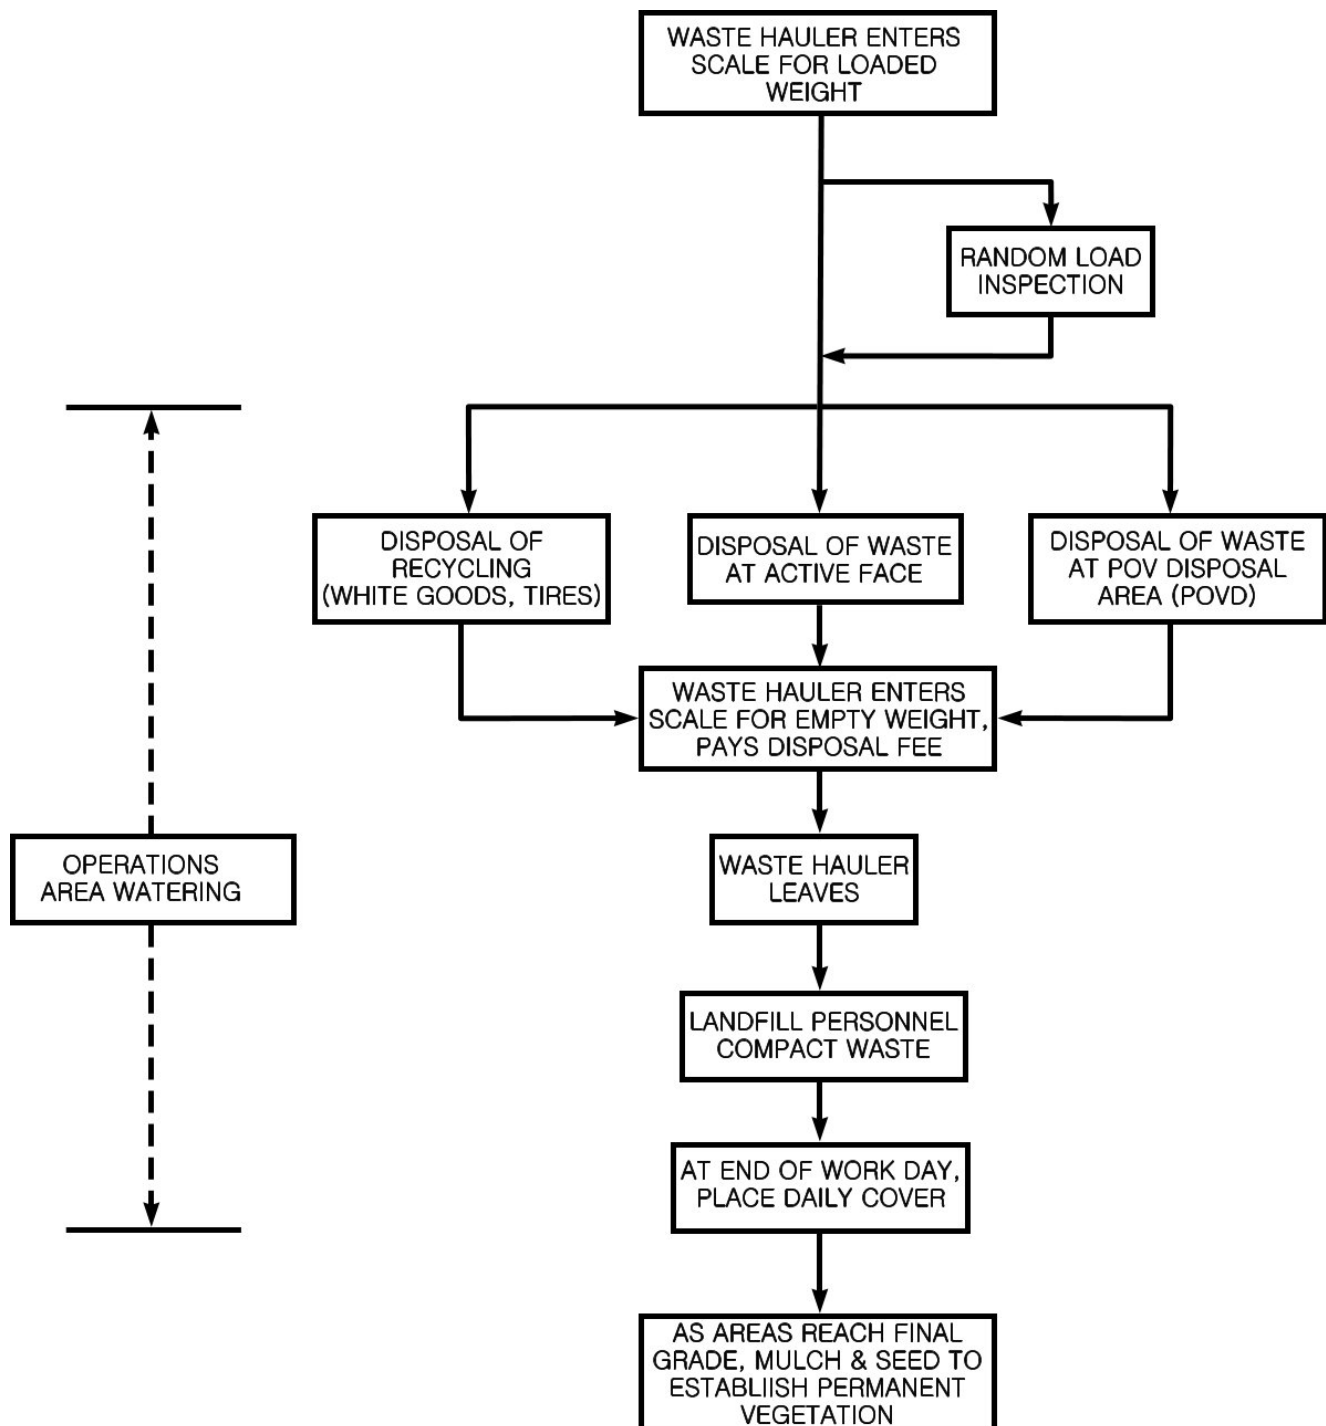 WASTE HAULER ENTERS
SCALE FOR LOADED
WEIGHT
RANDOM LOAD
INSPECTION
DISPOSAL OF
RECYCLING
(WHITE GOODS, TIRES)
DISPOSAL OF WASTE
AT ACTIVE FACE
DISPOSAL OF WASTE
AT POV DISPOSAL
AREA (POVD)
WASTE HAULER ENTERS
SCALE FOR EMPTY WEIGHT,
PAYS DISPOSAL FEE
OPERATIONS
AREA WATERING
WASTE HAULER
LEAVES
LANDFILL PERSONNEL
COMPACT WASTE
AT END OF WORK DAY,
PLACE DAILY COVER
AS AREAS REACH FINAL
GRADE, MULCH & SEED TO
ESTABLIISH PERMANENT
VEGETATION